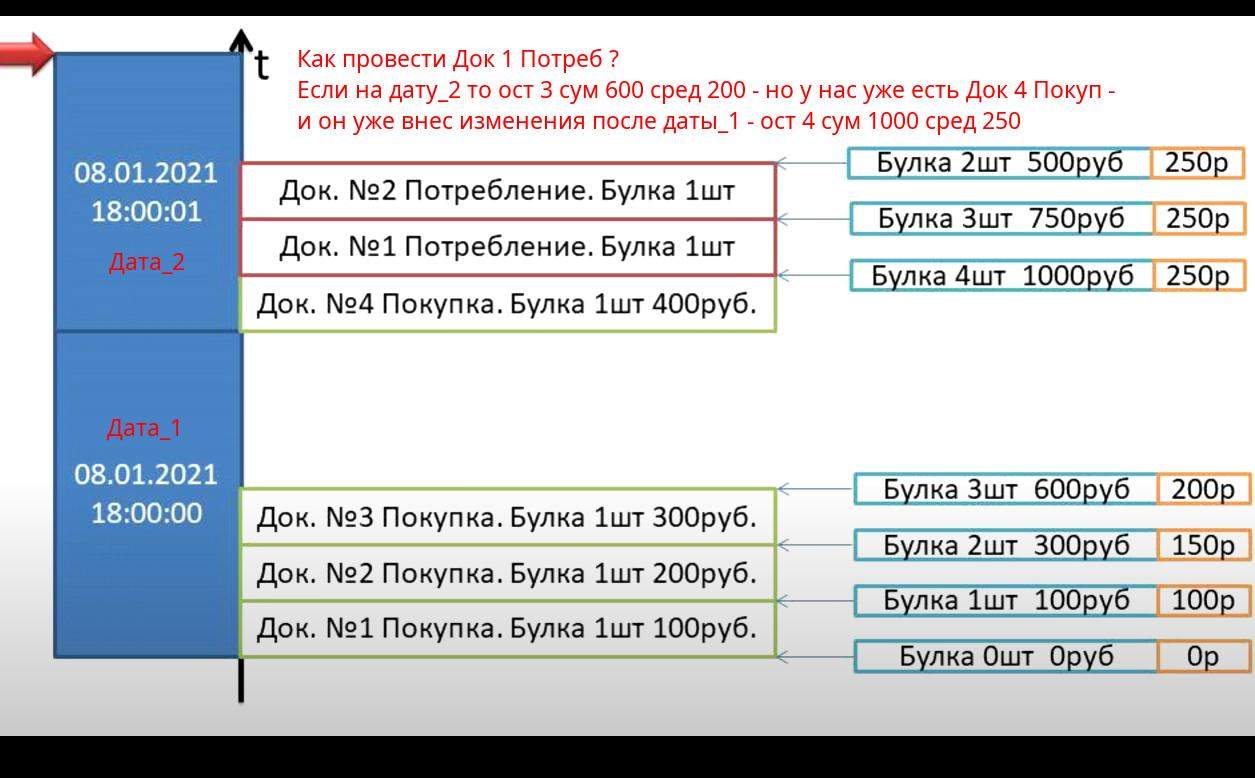 Как провести Док 1 Потреб ?
Если на дату_2 то ост 3 сум 600 сред 200 - но у нас уже есть Док 4 Покуп -
и он уже внес изменения после даты_1 - ост 4 сум 1000 сред 250
t
08.01.2021
18:00:01
Дата_2
Док. №2 Потребление. Булка 1шт
Док. №1 Потребление. Булка 1шт
Док. №4 Покупка. Булка 1шт 400руб.
Булка 2шт 500руб 250р
Булка 3шт 750руб 250р
Булка 4шт 1000руб 250р
Дата_1
08.01.2021
18:00:00
Док. №3 Покупка. Булка 1шт 300руб.
Док. №2 Покупка. Булка 1шт 200руб.
Док. №1 Покупка. Булка 1шт 100руб.
Булка 3шт 600руб 200р
Булка 2шт 300руб 150р
Булка 1шт 100руб 100р
Булка 0шт 0руб 0р